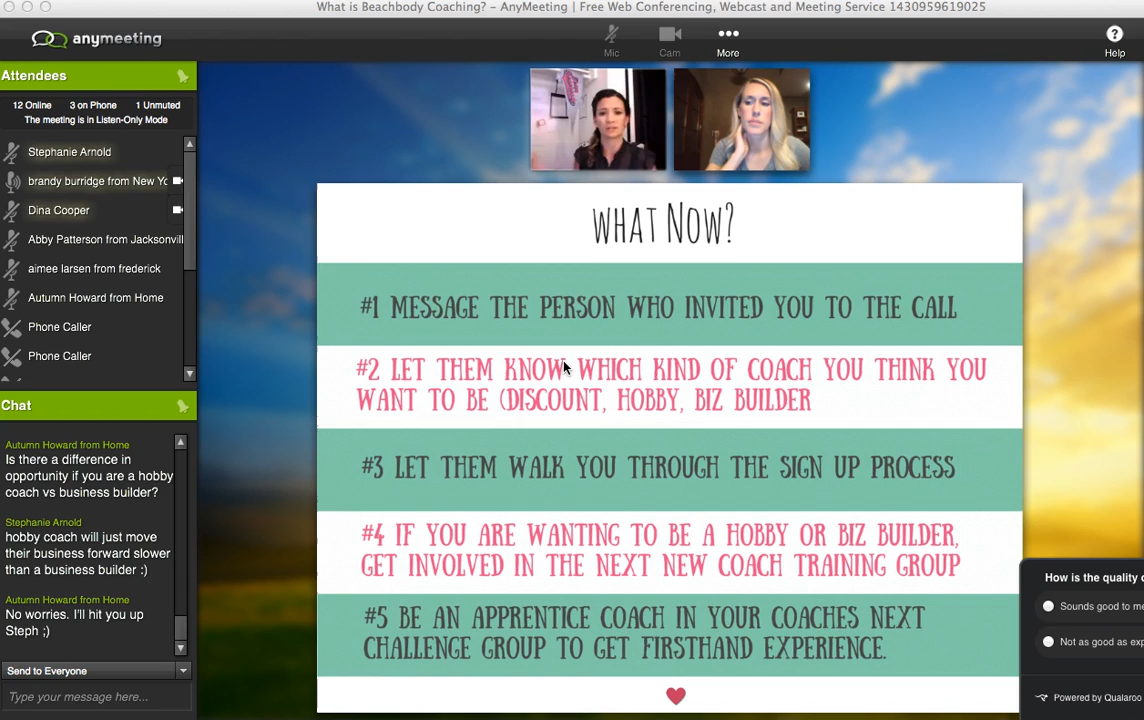 What is Beachbody Coaching? – AnyMeeting | Free Web Conferencing, Webcast and Meeting Service 1430959619025
anymeeting
Mic
Cam
More
Help
Attendees
12 Online 3 on Phone 1 Unmuted
The meeting is in Listen-Only Mode
Stephanie Arnold
brandy burridge from New Yo
Dina Cooper
Abby Patterson from Jacksonvill
aimee larsen from frederick
Autumn Howard from Home
Phone Caller
Phone Caller
Chat
Autumn Howard from Home
Is there a difference in
opportunity if you are a hobby
coach vs business builder?
Stephanie Arnold
hobby coach will just move
their business forward slower
than a business builder :)
Autumn Howard from Home
No worries. I'll hit you up
Steph ;)
Send to Everyone
Type your message here...
WHAT NOW?
#1 MESSAGE THE PERSON WHO INVITED YOU TO THE CALL
#2 LET THEM KNOW WHICH KIND OF COACH YOU THINK YOU
WANT TO BE (DISCOUNT, HOBBY, BIZ BUILDER
#3 LET THEM WALK YOU THROUGH THE SIGN UP PROCESS
#4 IF YOU ARE WANTING TO BE A HOBBY OR BIZ BUILDER,
GET INVOLVED IN THE NEXT NEW COACH TRAINING GROUP
#5 BE AN APPRENTICE COACH IN YOUR COACHES NEXT
CHALLENGE GROUP TO GET FIRSTHAND EXPERIENCE.
How is the quality o
Sounds good to me
Not as good as exp
Powered by Qualaroo